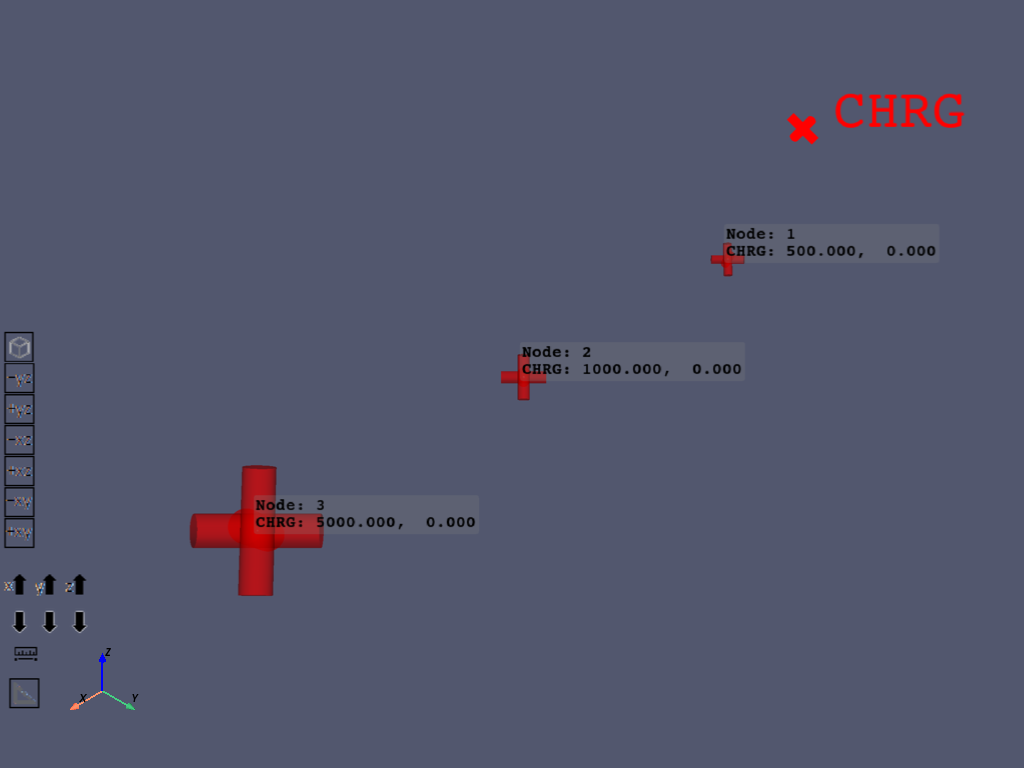 CHRG
Node: 1
CHRG: 500.000, 0.000
Node: 2
CHRG: 1000.000, 0.000
Node: 3
CHRG: 5000.000, 0.000
-yz
+yz
-xz
+xz
-xy
+xy
x y z
Z
X Y